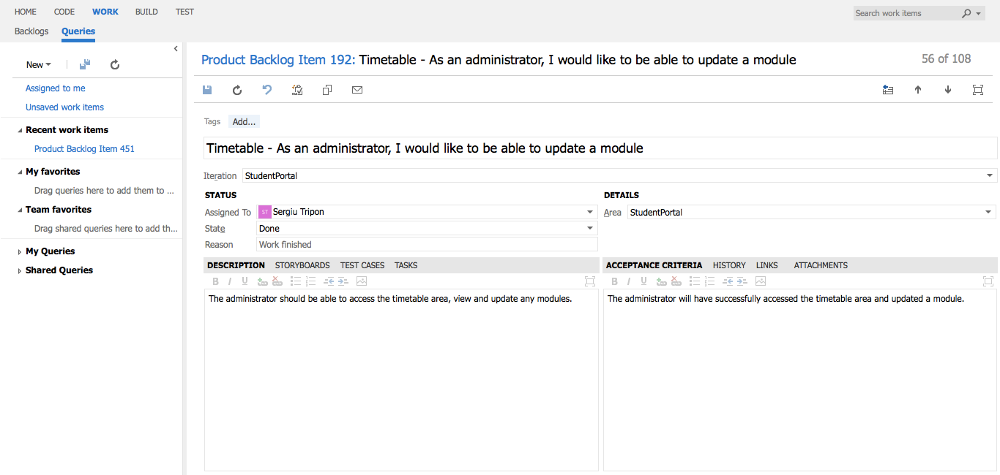 HOME CODE WORK BUILD TEST
Search work items
Backlogs Queries
New
Assigned to me
Unsaved work items
Recent work items
Product Backlog Item 451
My favorites
Drag queries here to add them to ...
Team favorites
Drag shared queries here to add th...
My Queries
Shared Queries
Product Backlog Item 192: Timetable - As an administrator, I would like to be able to update a module
56 of 108
Tags Add...
Timetable - As an administrator, I would like to be able to update a module
Iteration StudentPortal
STATUS
Assigned To ST Sergiu Tripon
State Done
Reason Work finished
DETAILS
Area StudentPortal
DESCRIPTION STORYBOARDS TEST CASES TASKS
B I U
The administrator should be able to access the timetable area, view and update any modules.
ACCEPTANCE CRITERIA HISTORY LINKS ATTACHMENTS
B I U
The administrator will have successfully accessed the timetable area and updated a module.